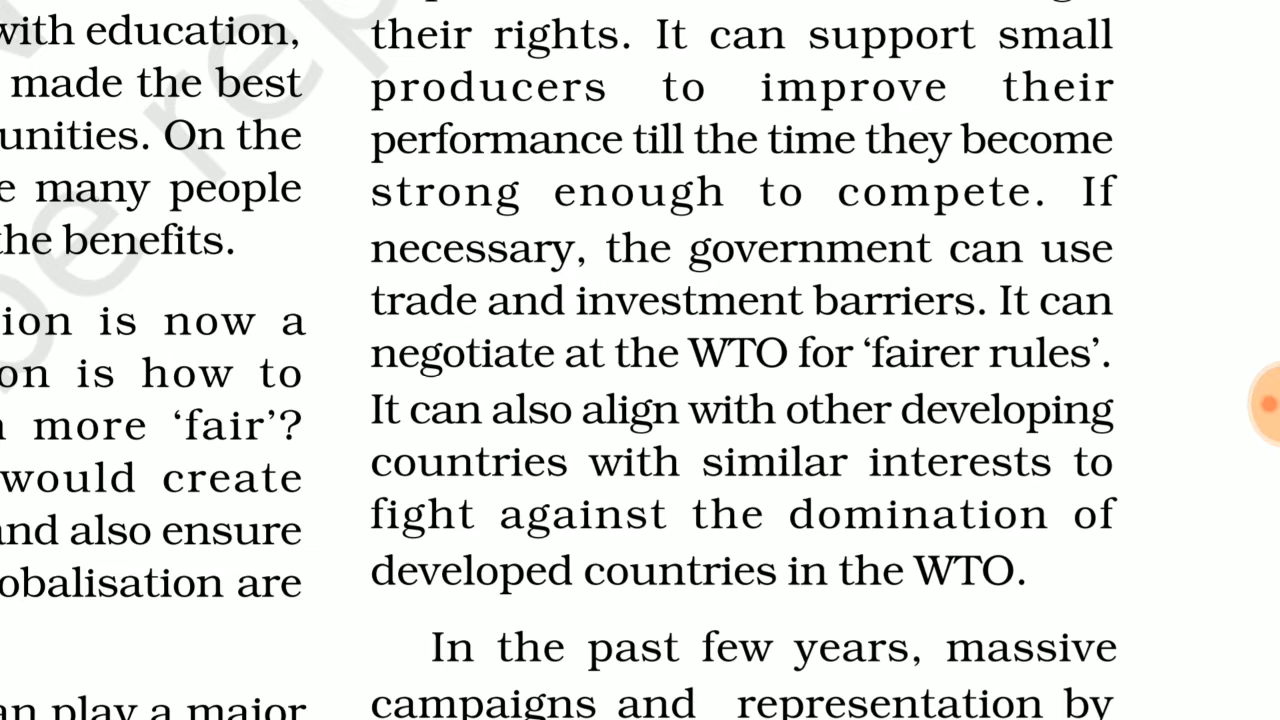 with education,
made the best
unities. On the
e many people
the benefits.
ion is now a
on is how to
more ‘fair’?
would create
and also ensure
obalisation are
an play a major
their rights. It can support small
producers to improve their
performance till the time they become
strong enough to compete. If
necessary, the government can use
trade and investment barriers. It can
negotiate at the WTO for ‘fairer rules’.
It can also align with other developing
countries with similar interests to
fight against the domination of
developed countries in the WTO.
In the past few years, massive
campaigns and representation by